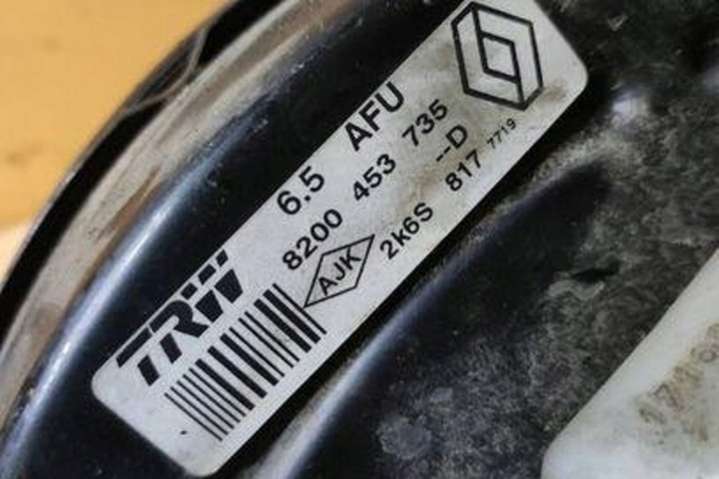 6.5 AFU
8200 453 735
--D
TRW
AJK
2k6S 817 7719